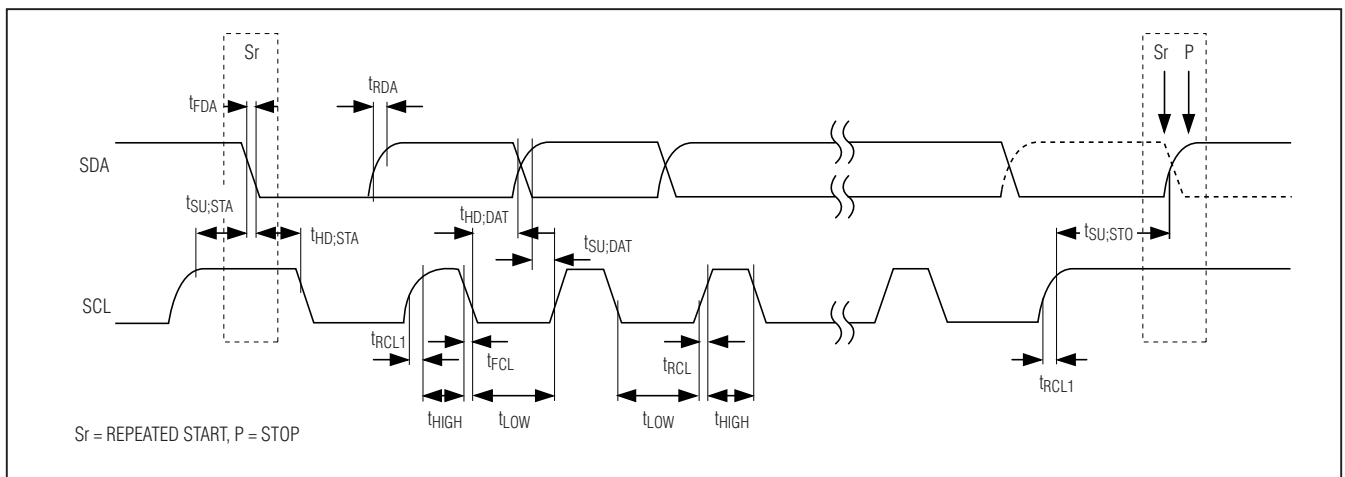 Sr
Sr P
tFDA
tRDA
SDA
tSU;STA
tHD;STA
tHD;DAT
tSU;DAT
tSU;STO
SCL
tRCL1
tFCL
tRCL
tRCL1
tHIGH
tLOW
tLOW
tHIGH
Sr = REPEATED START, P = STOP